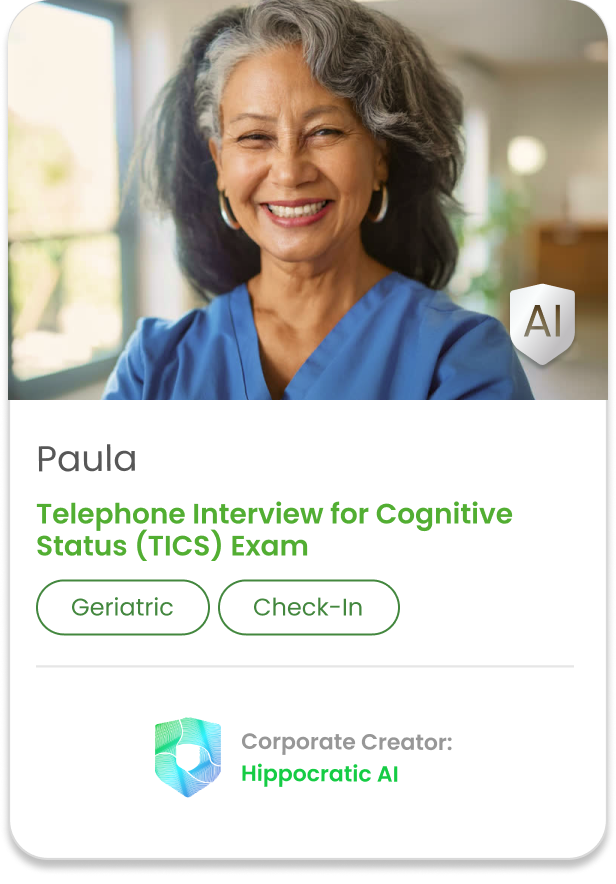 AI
Paula
Telephone Interview for Cognitive
Status (TICS) Exam
Geriatric
Check-In
Corporate Creator:
Hippocratic AI